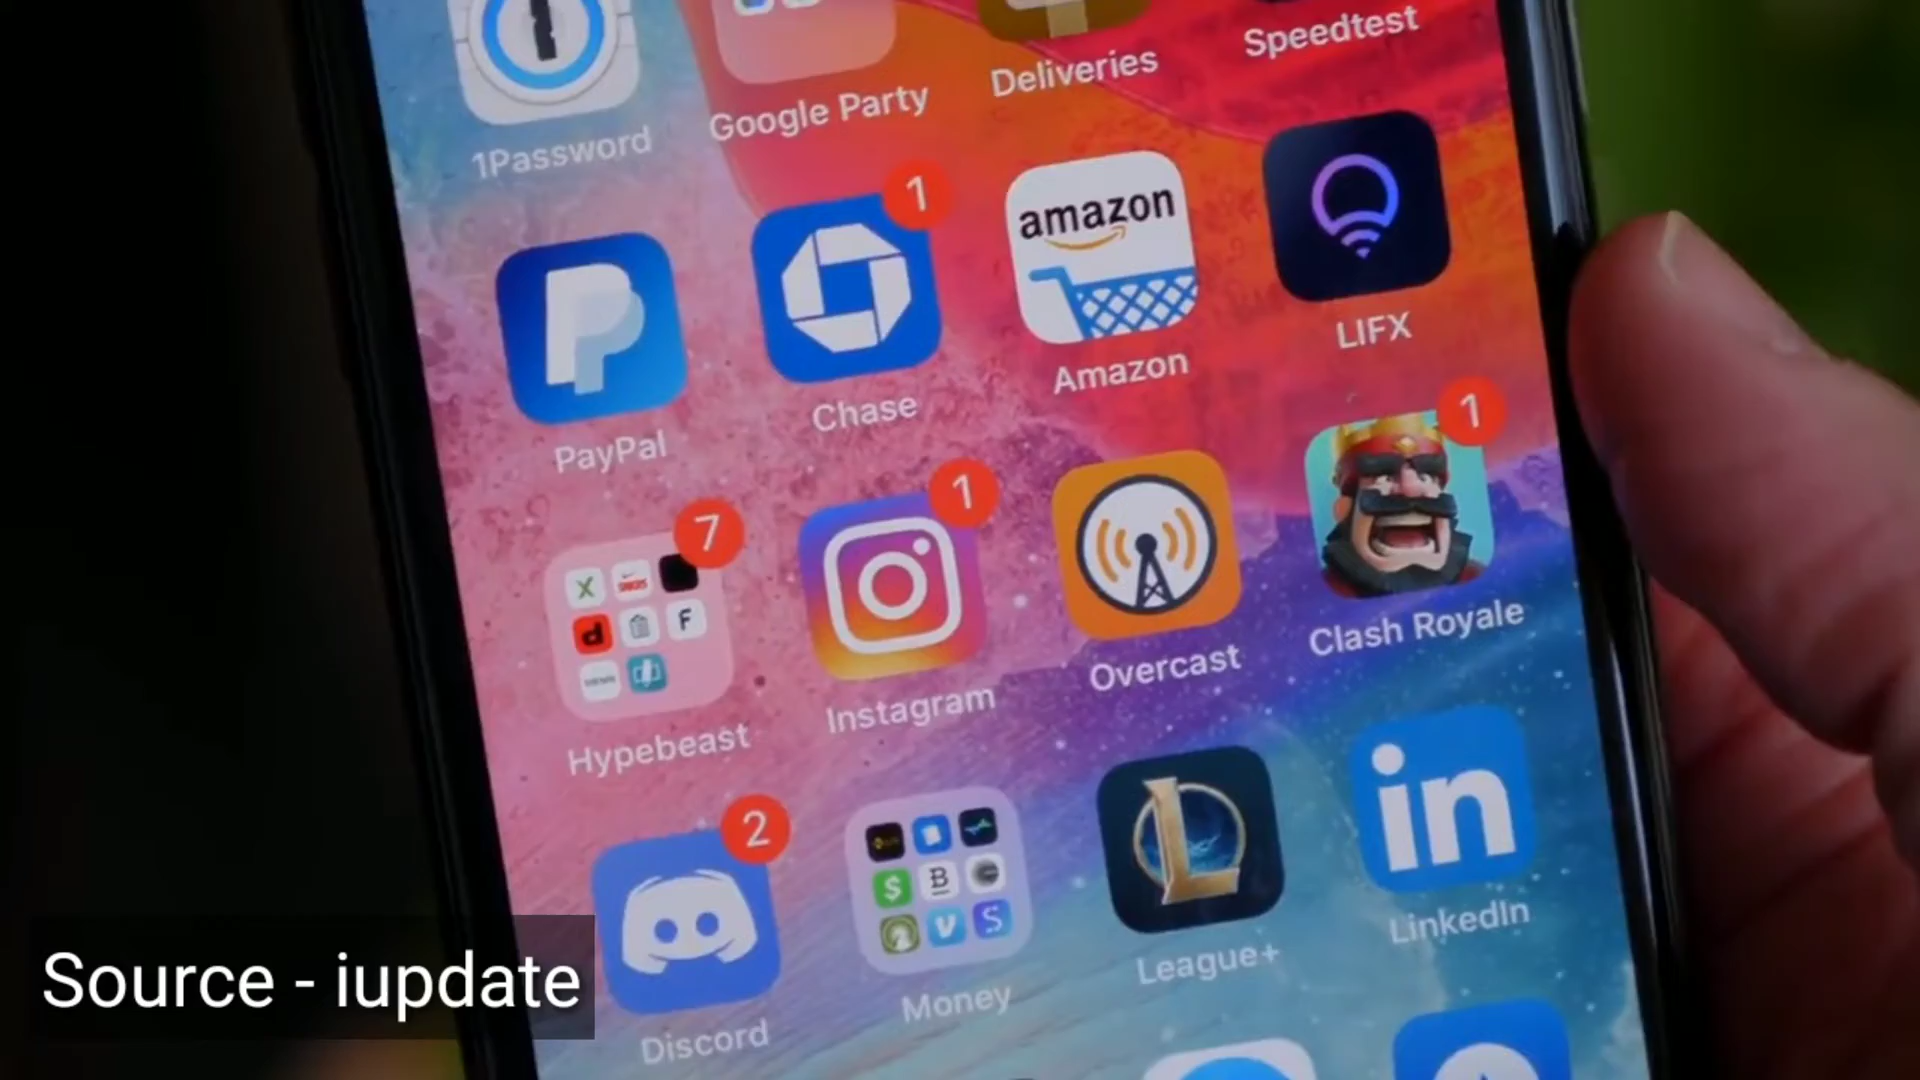 Speedtest
Deliveries
Google Party
1Password
1
amazon
PayPal
Chase
Amazon
LIFX
1
7
1
Hypebeast
Instagram
Overcast
Clash Royale
d
F
2
$
B
in
Discord
Money
League+
LinkedIn
Source - iupdate